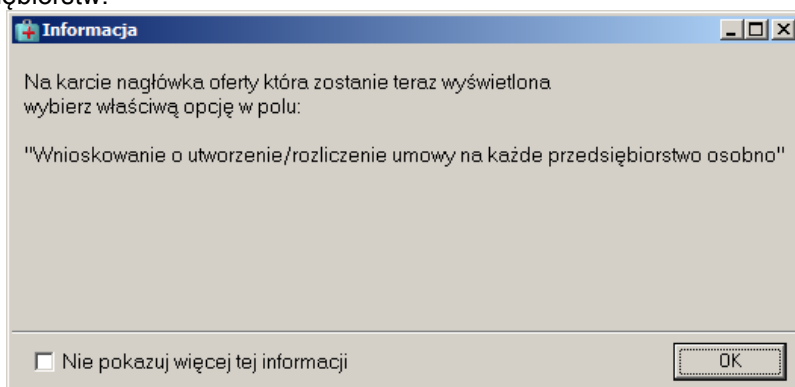 Informacja
Na karcie nagłówka oferty która zostanie teraz wyświetlona
wybierz właściwą opcję w polu:
"Wnioskowanie o utworzenie/rozliczenie umowy na każde przedsiębiorstwo osobno"
Nie pokazuj więcej tej informacji
OK